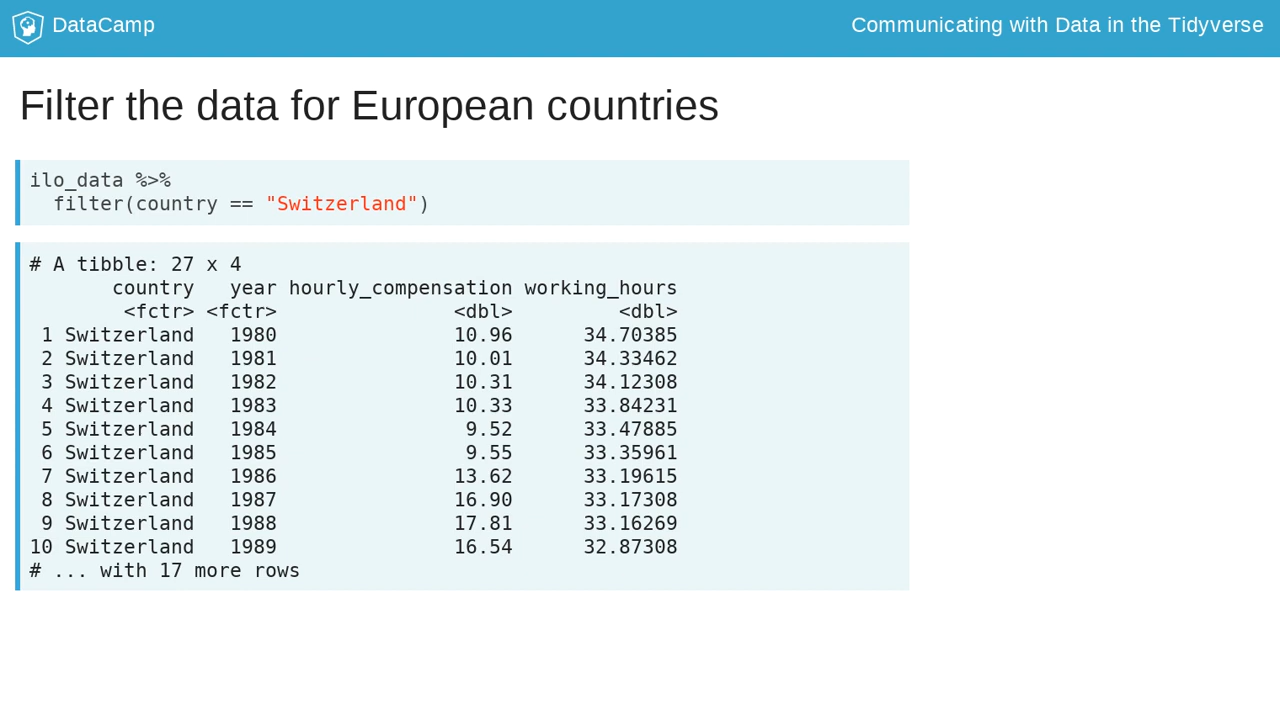 DataCamp
Communicating with Data in the Tidyverse
Filter the data for European countries
ilo_data %>%
  filter(country == "Switzerland")
# A tibble: 27 x 4
       country   year hourly_compensation working_hours
        <fctr> <fctr>               <dbl>         <dbl>
 1 Switzerland   1980               10.96      34.70385
 2 Switzerland   1981               10.01      34.33462
 3 Switzerland   1982               10.31      34.12308
 4 Switzerland   1983               10.33      33.84231
 5 Switzerland   1984                9.52      33.47885
 6 Switzerland   1985                9.55      33.35961
 7 Switzerland   1986               13.62      33.19615
 8 Switzerland   1987               16.90      33.17308
 9 Switzerland   1988               17.81      33.16269
10 Switzerland   1989               16.54      32.87308
# ... with 17 more rows